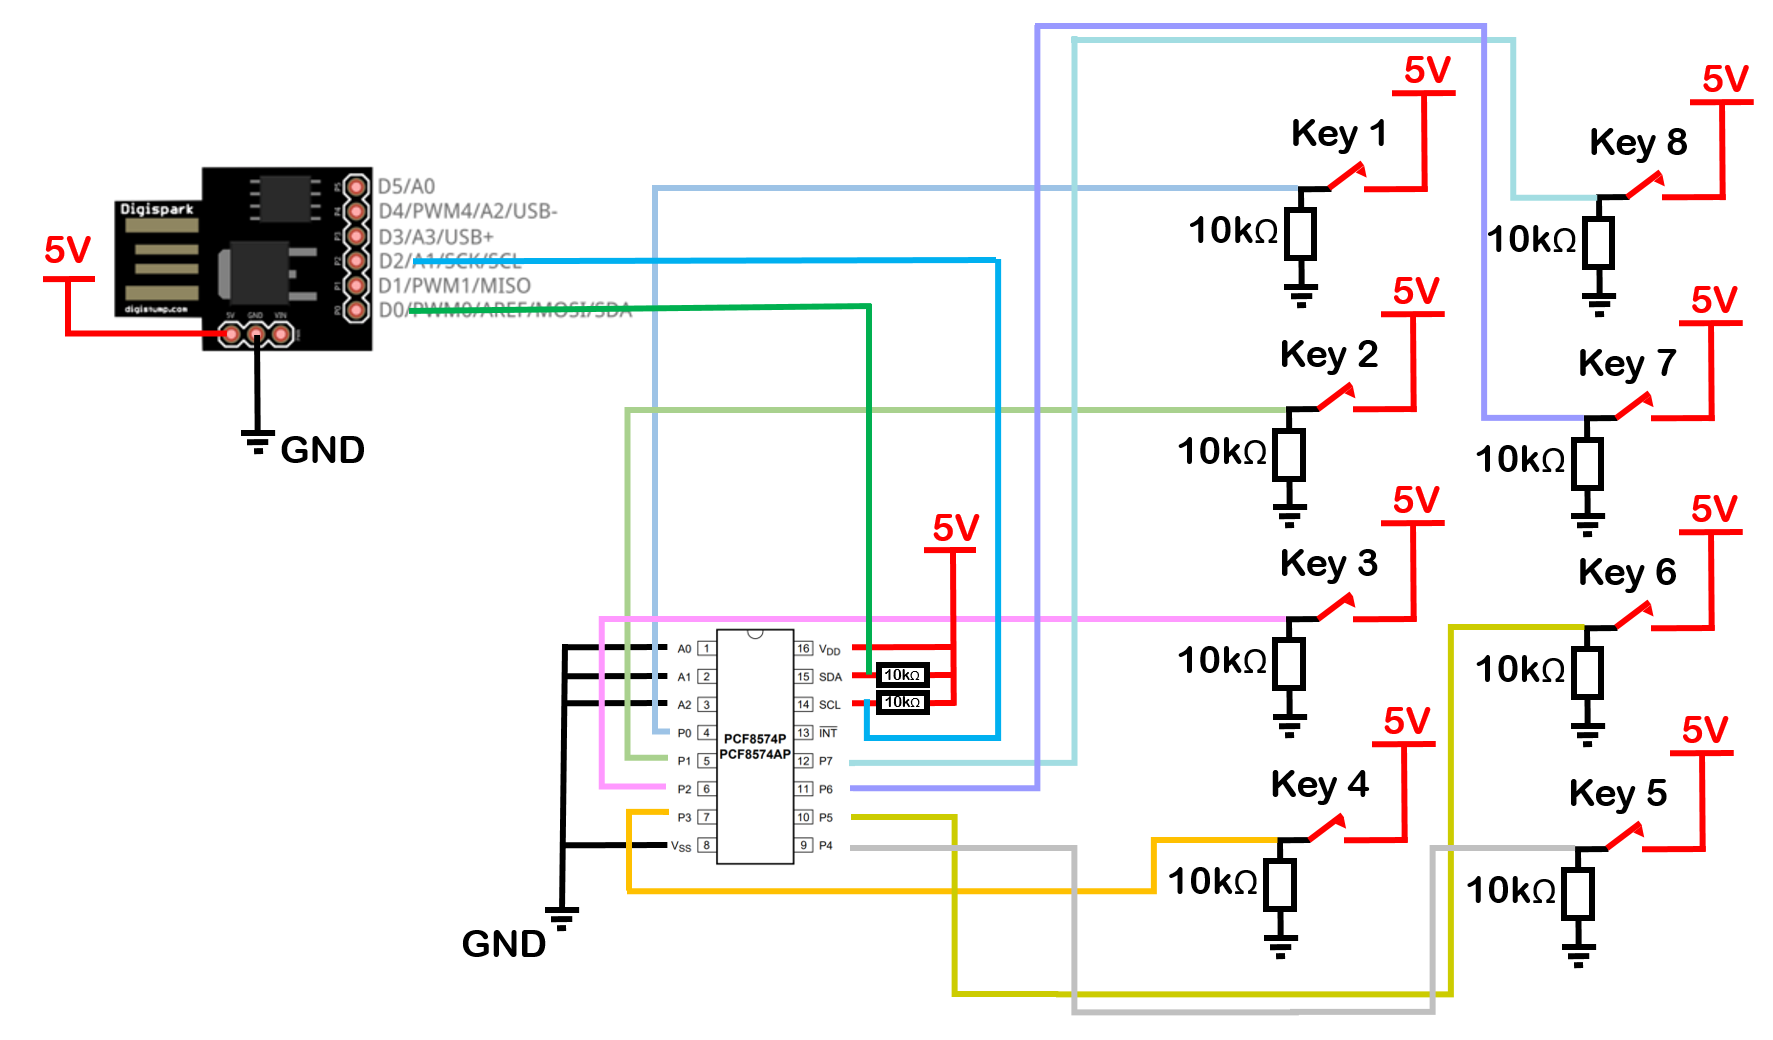 5V
Key 1
10kΩ
5V
Key 8
10kΩ
Digispark
digistump.com
5V
GND
VIN
P5
P4
P3
P2
P1
P0
D5/A0
D4/PWM4/A2/USB-
D3/A3/USB+
D2/A1/SCK/SCL
D1/PWM1/MISO
D0/PWM0/AREF/MOSI/SDA
5V
GND
5V
Key 2
10kΩ
5V
Key 7
10kΩ
5V
Key 3
10kΩ
5V
Key 6
10kΩ
5V
A0 1
A1 2
A2 3
P0 4
P1 5
P2 6
P3 7
VSS 8
PCF8574P
PCF8574AP
16 VDD
15 SDA
14 SCL
13 INT
12 P7
11 P6
10 P5
9 P4
10kΩ
10kΩ
GND
5V
Key 4
10kΩ
5V
Key 5
10kΩ